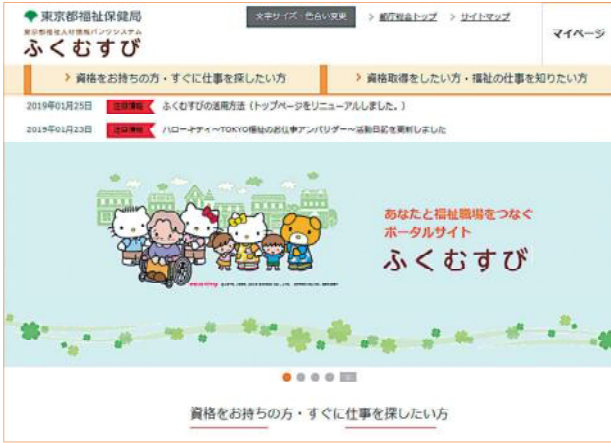 東京都福祉保健局
東京都福祉人材情報バンクシステム
ふくむすび
文字サイズ・色合い変更
> 都庁総合トップ
> サイトマップ
マイページ
> 資格をお持ちの方・すぐに仕事を探したい方
> 資格取得をしたい方・福祉の仕事を知りたい方
2019年01月25日 注目情報 ふくむすびの活用方法（トップページをリニューアルしました。）
2019年01月23日 注目情報 ハローキティ～TOKYO福祉のお仕事アンバサダー～活動日記を更新しました
あなたと福祉職場をつなぐ
ポータルサイト
ふくむすび
資格をお持ちの方・すぐに仕事を探したい方